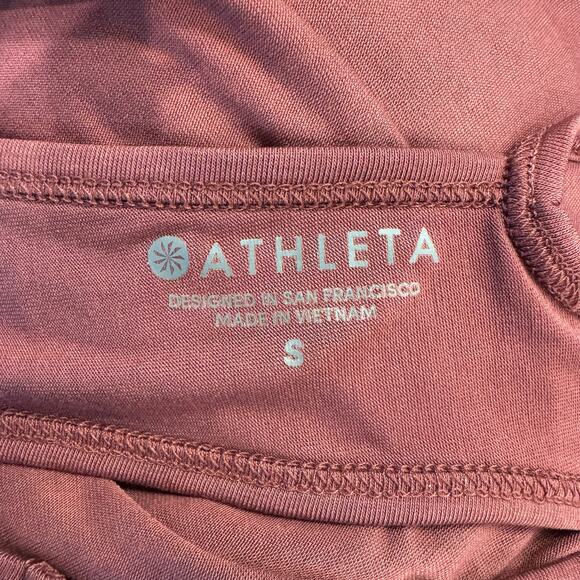 ATHLETA
DESIGNED IN SAN FRANCISCO
MADE IN VIETNAM
S